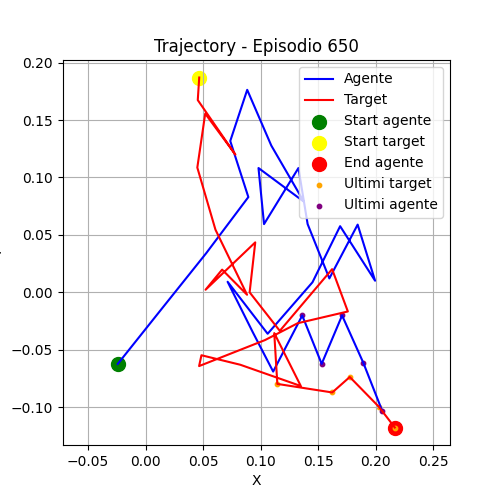 Trajectory - Episodio 650
Agente
Target
Start agente
Start target
End agente
Ultimi target
Ultimi agente
0.20
0.15
0.10
0.05
0.00
−0.05
−0.10
−0.05
0.00
0.05
0.10
0.15
0.20
0.25
X